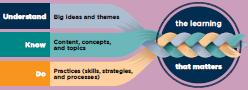 Understand
Big ideas and themes
Know
Content, concepts,
and topics
Do
Practices (skills, strategies,
and processes)
the learning
that matters